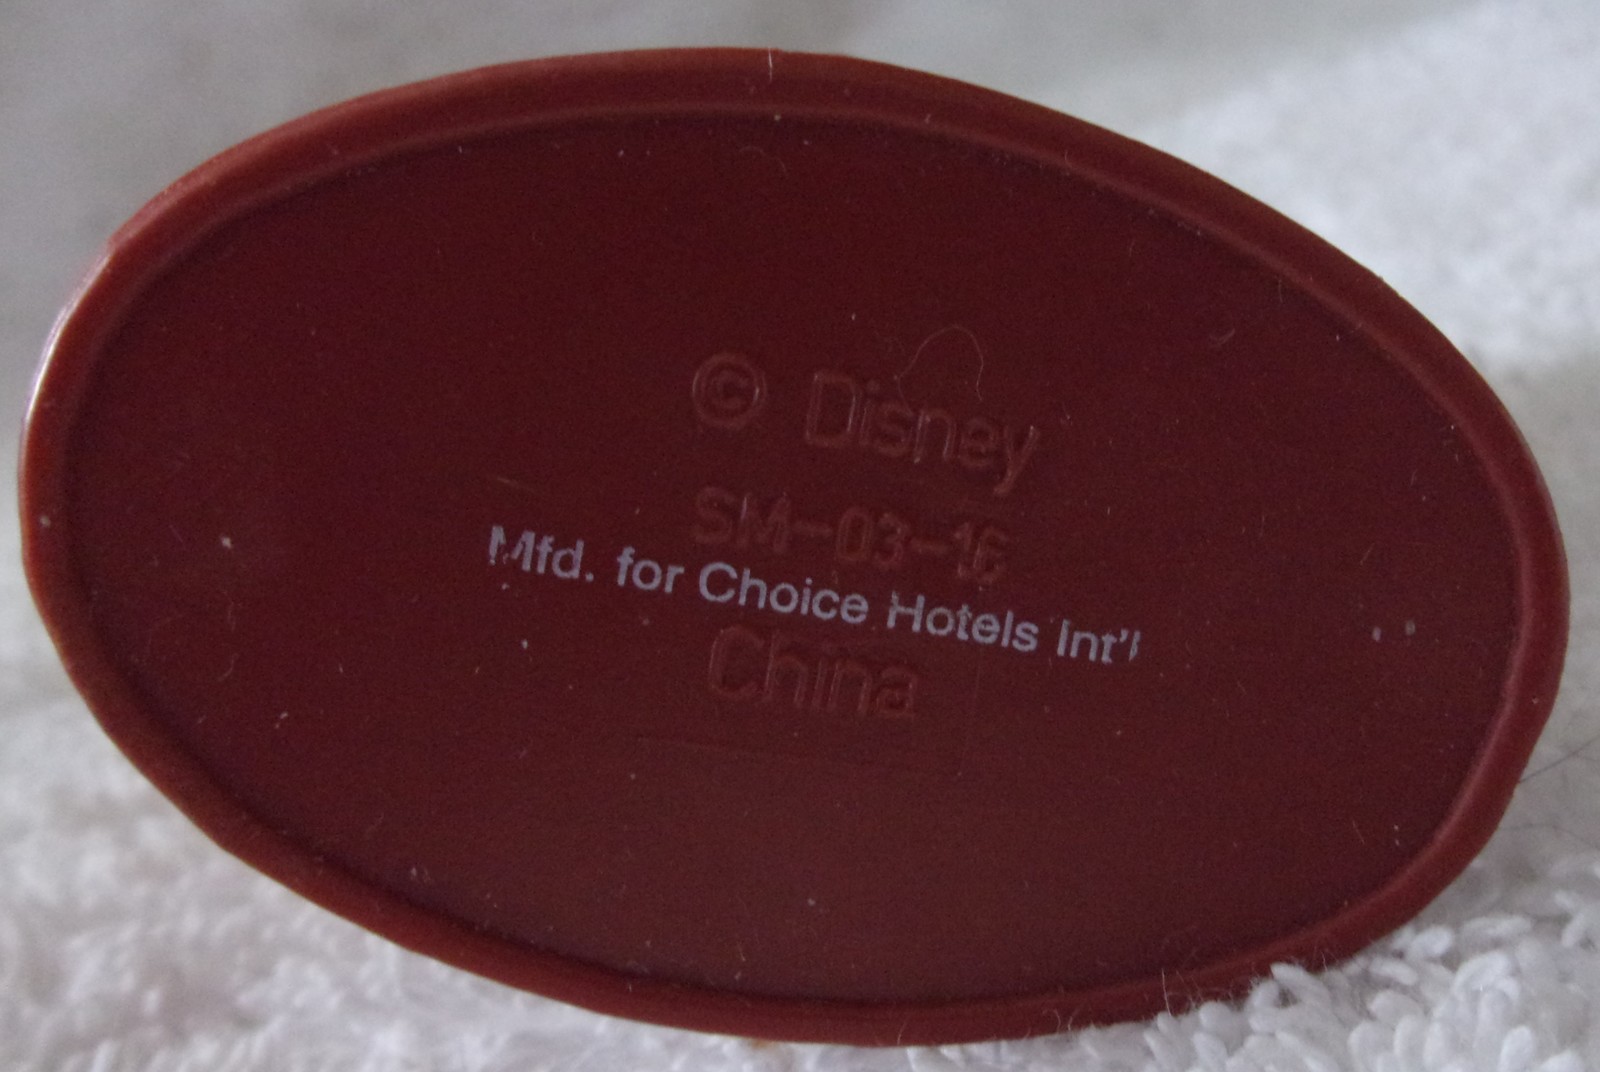 © Disney
SM-03-16
Mfd. for Choice Hotels Int'l
China